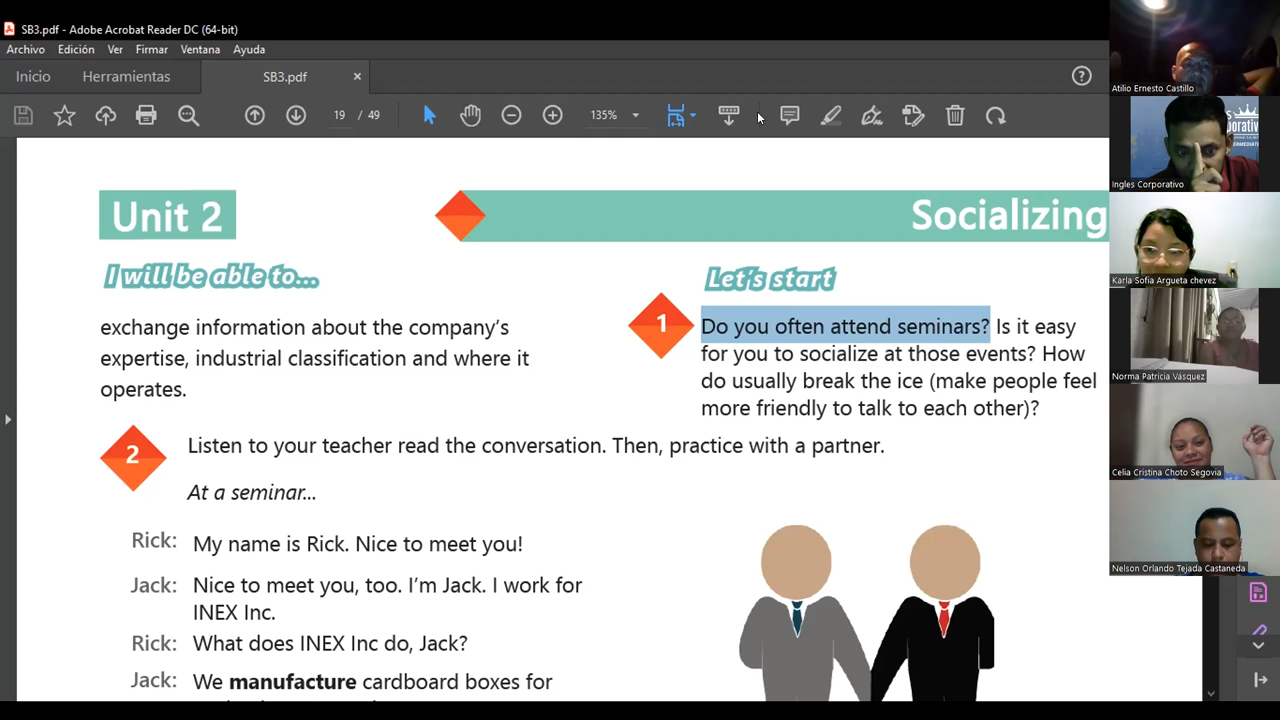 SB3.pdf - Adobe Acrobat Reader DC (64-bit)
Archivo Edición Ver Firmar Ventana Ayuda
Inicio Herramientas SB3.pdf ×
19 / 49 135%
Unit 2
Socializing
I will be able to...
Let's start
exchange information about the company's
expertise, industrial classification and where it
operates.
1
Do you often attend seminars? Is it easy
for you to socialize at those events? How
do usually break the ice (make people feel
more friendly to talk to each other)?
2
Listen to your teacher read the conversation. Then, practice with a partner.
At a seminar...
Rick: My name is Rick. Nice to meet you!
Jack: Nice to meet you, too. I'm Jack. I work for
INEX Inc.
Rick: What does INEX Inc do, Jack?
Jack: We manufacture cardboard boxes for
Atilio Ernesto Castillo
Ingles Corporativo
Karla Sofia Argueta chevez
Norma Patricia Vásquez
Celia Cristina Choto Segovia
Nelson Orlando Tejada Castaneda